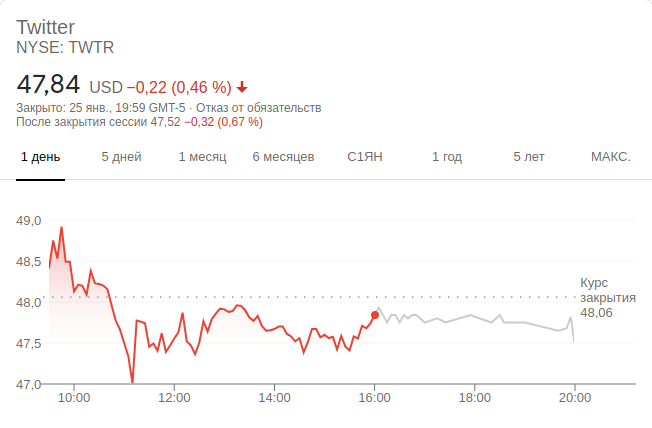 Twitter
NYSE: TWTR
47,84 USD −0,22 (0,46 %)
Закрыто: 25 янв., 19:59 GMT-5 · Отказ от обязательств
После закрытия сессии 47,52 −0,32 (0,67 %)
1 день 5 дней 1 месяц 6 месяцев С1ЯН 1 год 5 лет МАКС.
49,0
48,5
48,0
47,5
47,0
Курс
закрытия
48,06
10:00 12:00 14:00 16:00 18:00 20:00